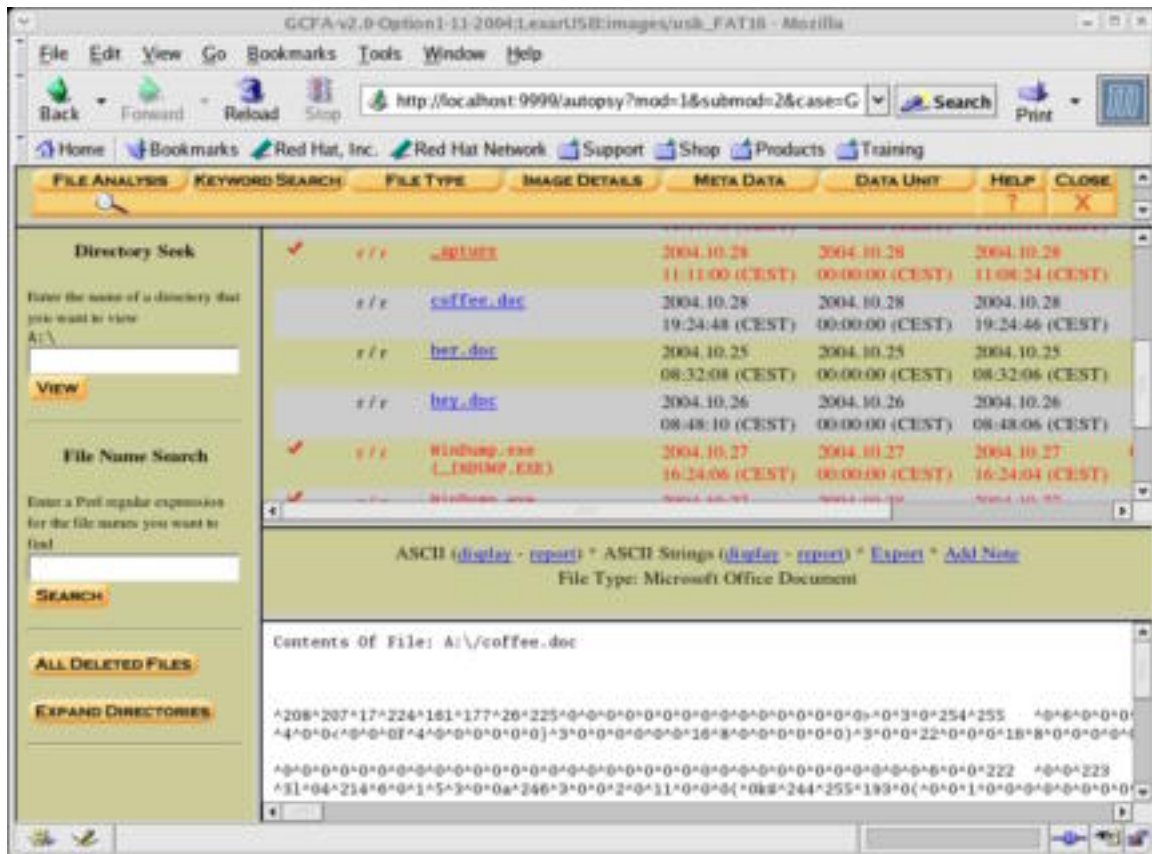 GCFA-v2.0-Option1-11-2004:LexarUSB:images/usb_FAT16 - Mozilla
File Edit View Go Bookmarks Tools Window Help
Back Forward Reload Stop http://localhost:9999/autopsy?mod=1&submod=2&case=G Search Print
Home Bookmarks Red Hat, Inc. Red Hat Network Support Shop Products Training
FILE ANALYSIS KEYWORD SEARCH FILE TYPE IMAGE DETAILS META DATA DATA UNIT HELP CLOSE
? X
Directory Seek
Enter the name of a directory that
you want to view
A:\
VIEW
File Name Search
Enter a Perl regular expression
for the file names you want to
find
SEARCH
ALL DELETED FILES
EXPAND DIRECTORIES
r / r _apture 2004.10.28 2004.10.28 2004.10.28
11:11:00 (CEST) 00:00:00 (CEST) 11:08:24 (CEST)
r / r coffee.doc 2004.10.28 2004.10.28 2004.10.28
19:24:48 (CEST) 00:00:00 (CEST) 19:24:46 (CEST)
r / r her.doc 2004.10.25 2004.10.25 2004.10.25
08:32:08 (CEST) 00:00:00 (CEST) 08:32:06 (CEST)
r / r hey.doc 2004.10.26 2004.10.26 2004.10.26
08:48:10 (CEST) 00:00:00 (CEST) 08:48:06 (CEST)
r / r WinDump.exe 2004.10.27 2004.10.27 2004.10.27
(_INDUMP.EXE) 16:24:06 (CEST) 00:00:00 (CEST) 16:24:04 (CEST)
ASCII (display - report) * ASCII Strings (display - report) * Export * Add Note
File Type: Microsoft Office Document
Contents Of File: A:\/coffee.doc